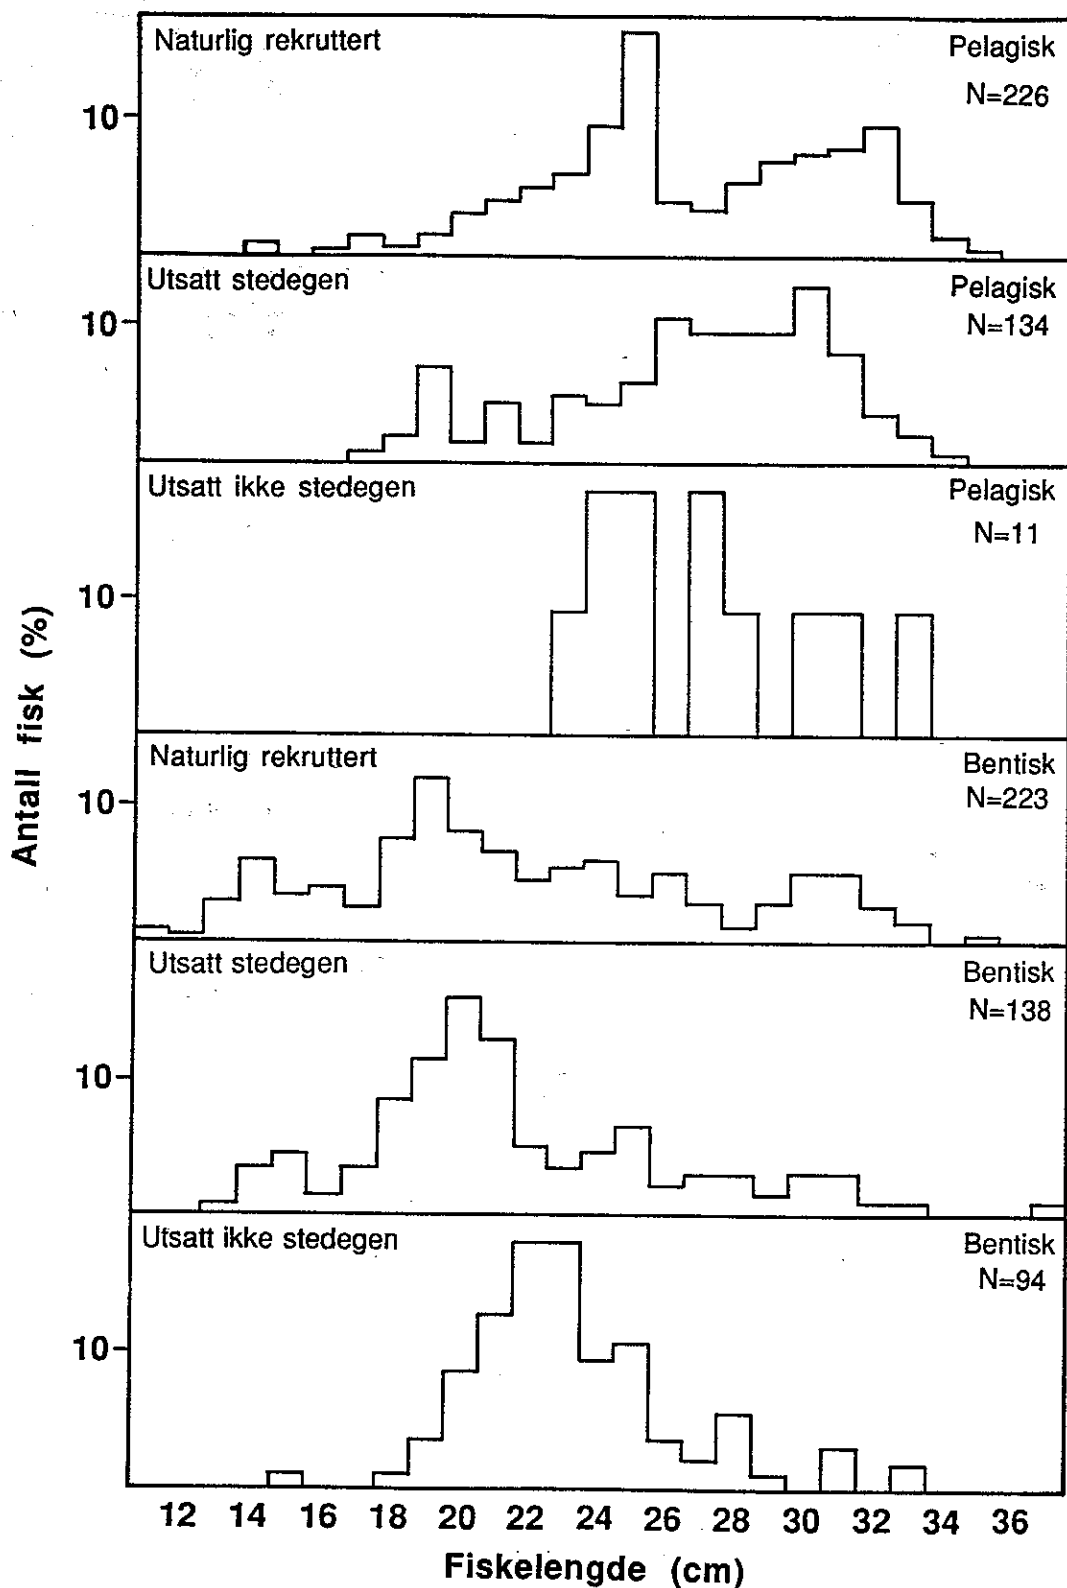 Naturlig rekruttert
Pelagisk
N=226
10
Utsatt stedegen
Pelagisk
N=134
10
Utsatt ikke stedegen
Pelagisk
N=11
10
Naturlig rekruttert
Bentisk
N=223
10
Utsatt stedegen
Bentisk
N=138
10
Utsatt ikke stedegen
Bentisk
N=94
10
Antall fisk (%)
12 14 16 18 20 22 24 26 28 30 32 34 36
Fiskelengde (cm)